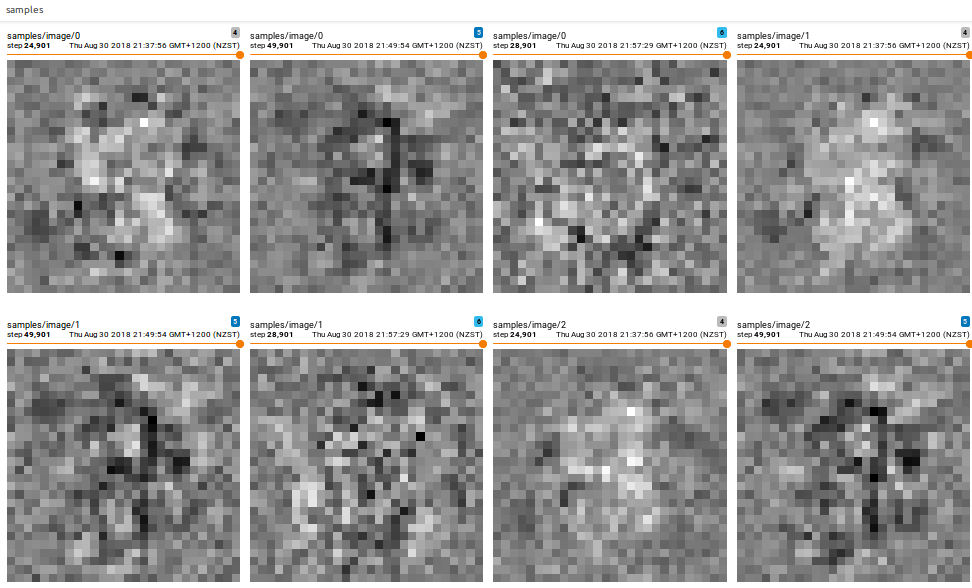 samples
samples/image/0 4
step 24,901 Thu Aug 30 2018 21:37:56 GMT+1200 (NZST)
samples/image/0 5
step 49,901 Thu Aug 30 2018 21:49:54 GMT+1200 (NZST)
samples/image/0 6
step 28,901 Thu Aug 30 2018 21:57:29 GMT+1200 (NZST)
samples/image/1 4
step 24,901 Thu Aug 30 2018 21:37:56 GMT+1200 (NZST)
samples/image/1 5
step 49,901 Thu Aug 30 2018 21:49:54 GMT+1200 (NZST)
samples/image/1 6
step 28,901 Thu Aug 30 2018 21:57:29 GMT+1200 (NZST)
samples/image/2 4
step 24,901 Thu Aug 30 2018 21:37:56 GMT+1200 (NZST)
samples/image/2 5
step 49,901 Thu Aug 30 2018 21:49:54 GMT+1200 (NZST)